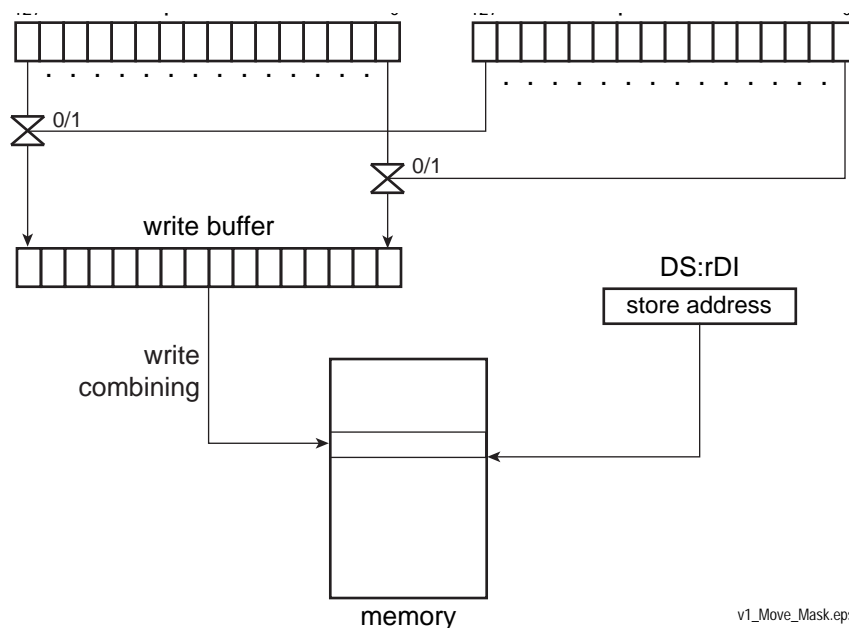 0/1
0/1
write buffer
DS:rDI
store address
write
combining
memory
v1_Move_Mask.eps